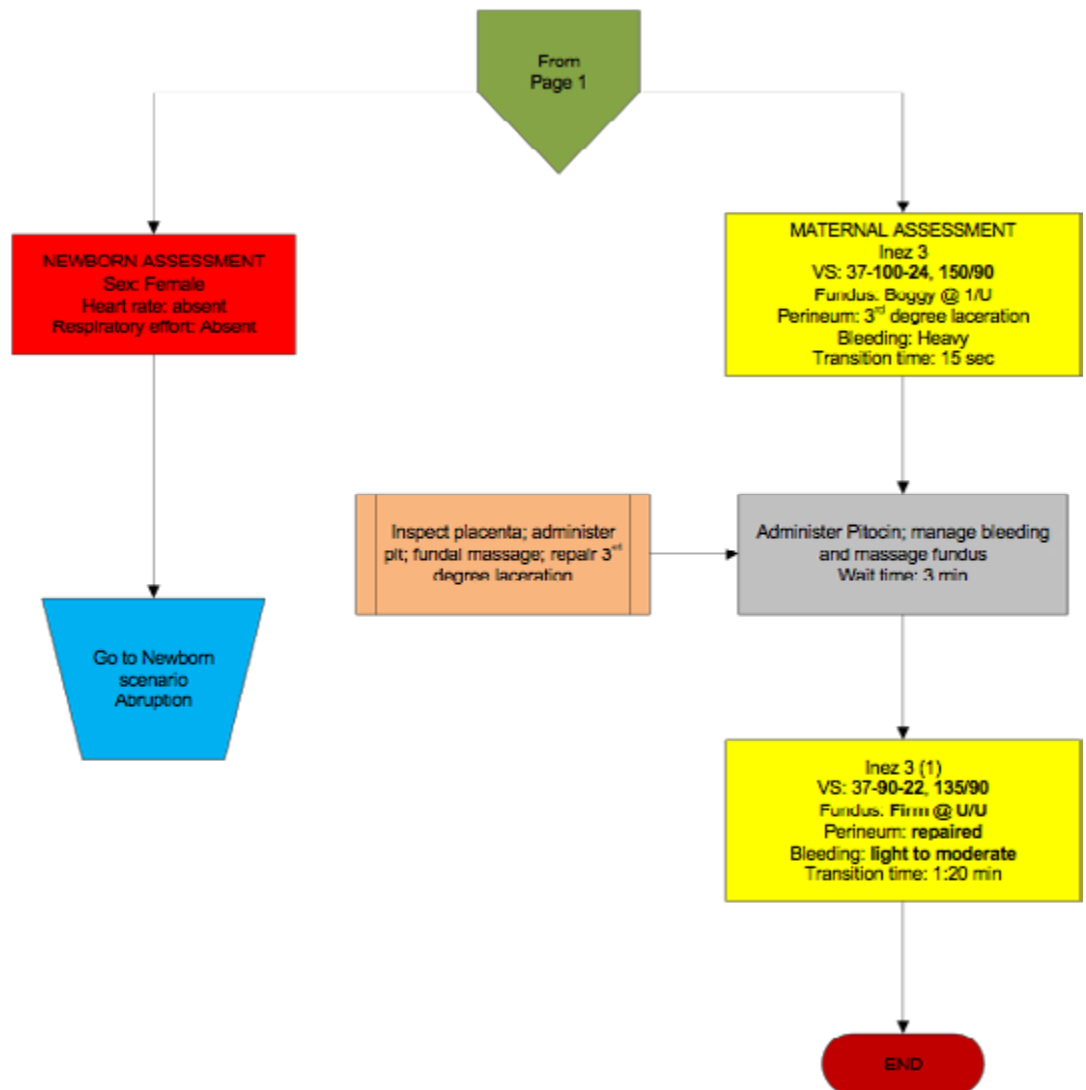 From
Page 1
NEWBORN ASSESSMENT
Sex: Female
Heart rate: absent
Respiratory effort: Absent
MATERNAL ASSESSMENT
Inez 3
VS: 37-100-24, 150/90
Fundus: Boggy @ 1/U
Perineum: 3rd degree laceration
Bleeding: Heavy
Transition time: 15 sec
Inspect placenta; administer
pit; fundal massage; repair 3rd
degree laceration
Administer Pitocin; manage bleeding
and massage fundus
Wait time: 3 min
Go to Newborn
scenario
Abruption
Inez 3 (1)
VS: 37-90-22, 135/90
Fundus: Firm @ U/U
Perineum: repaired
Bleeding: light to moderate
Transition time: 1:20 min
END